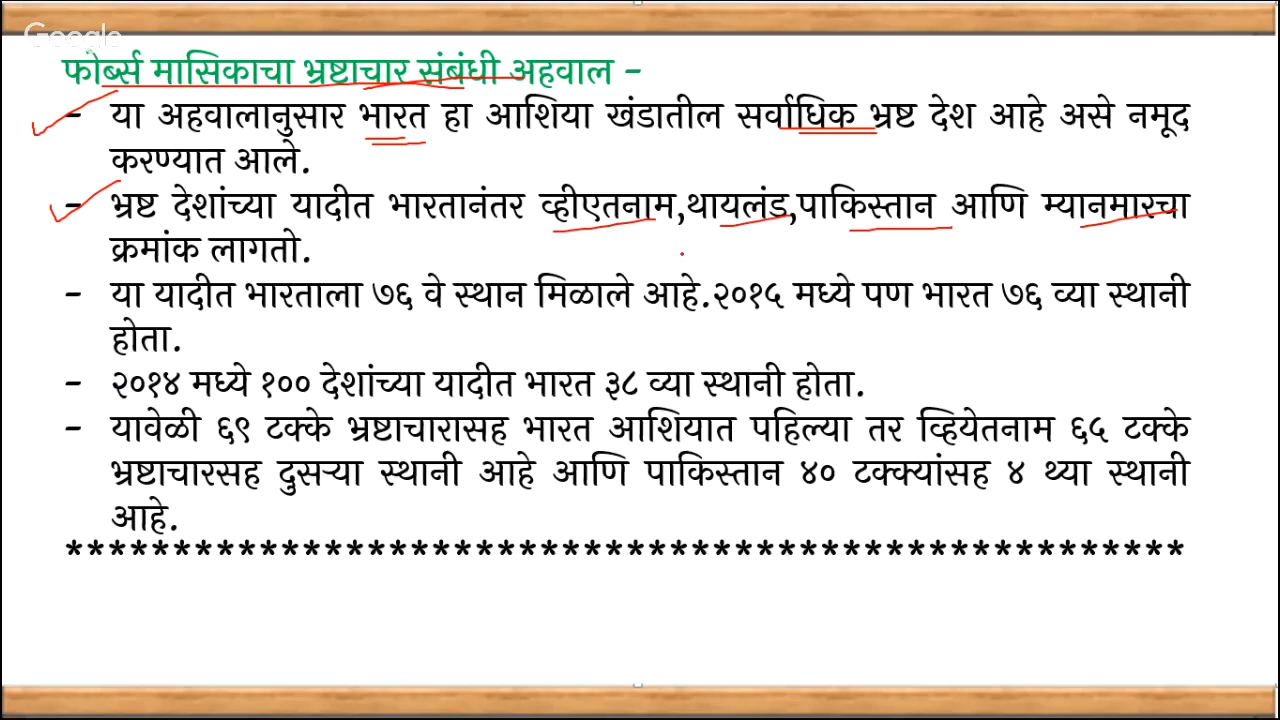 Google
फोर्ब्स मासिकाचा भ्रष्टाचार संबंधी अहवाल –
- या अहवालानुसार भारत हा आशिया खंडातील सर्वाधिक भ्रष्ट देश आहे असे नमूद
करण्यात आले.
- भ्रष्ट देशांच्या यादीत भारतानंतर व्हीएतनाम,थायलंड,पाकिस्तान आणि म्यानमारचा
क्रमांक लागतो.
- या यादीत भारताला ७६ वे स्थान मिळाले आहे.२०१५ मध्ये पण भारत ७६ व्या स्थानी
होता.
- २०१४ मध्ये १०० देशांच्या यादीत भारत ३८ व्या स्थानी होता.
- यावेळी ६९ टक्के भ्रष्टाचारासह भारत आशियात पहिल्या तर व्हियेतनाम ६५ टक्के
भ्रष्टाचारसह दुसऱ्या स्थानी आहे आणि पाकिस्तान ४० टक्क्यांसह ४ थ्या स्थानी
आहे.
****************************************************